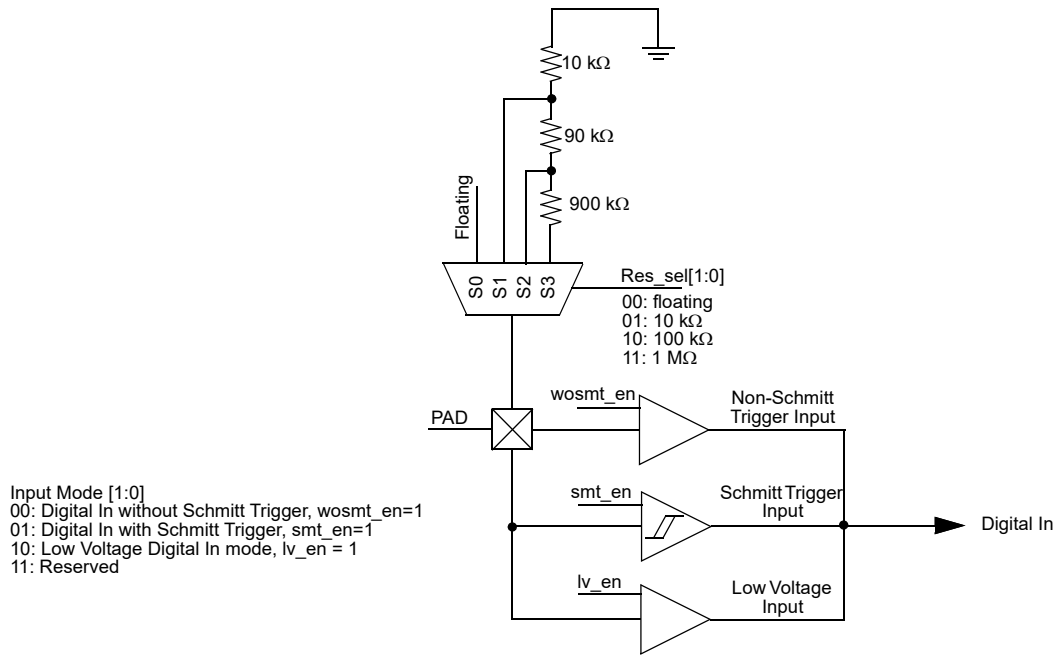 10 kΩ
90 kΩ
900 kΩ
Floating
S0
S1
S2
S3
Res_sel[1:0]
00: floating
01: 10 kΩ
10: 100 kΩ
11: 1 MΩ
PAD
wosmt_en
Non-Schmitt
Trigger Input
smt_en
Schmitt Trigger
Input
lv_en
Low Voltage
Input
Digital In
Input Mode [1:0]
00: Digital In without Schmitt Trigger, wosmt_en=1
01: Digital In with Schmitt Trigger, smt_en=1
10: Low Voltage Digital In mode, lv_en = 1
11: Reserved